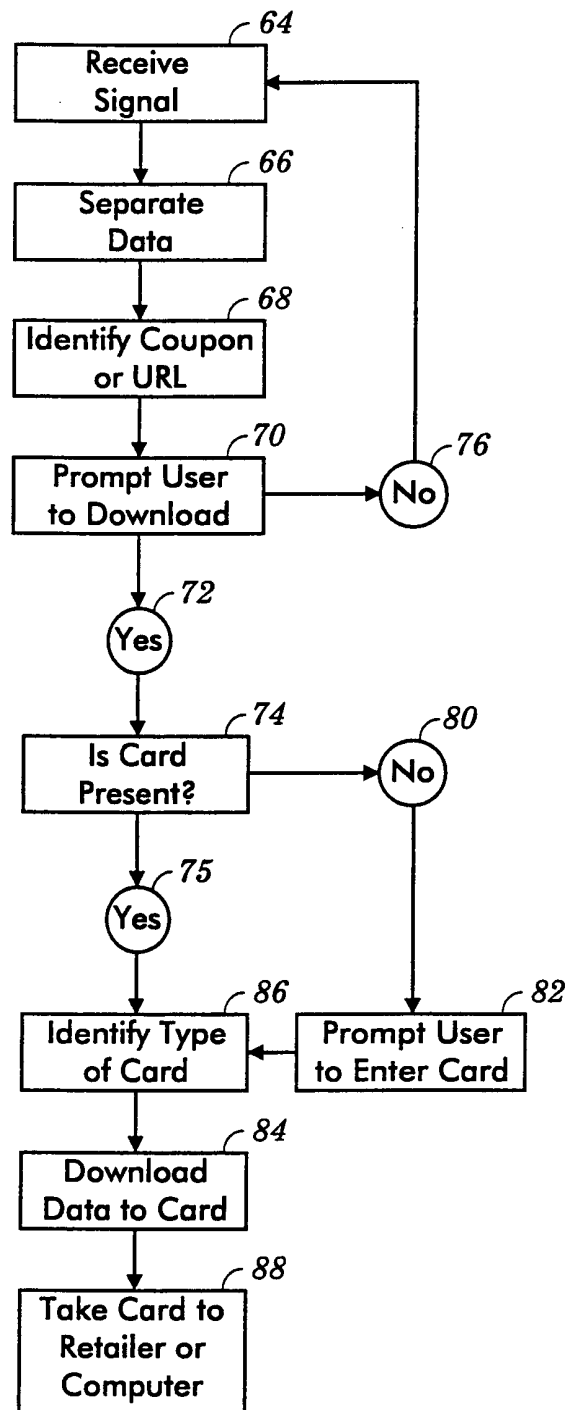 64
Receive
Signal
66
Separate
Data
68
Identify Coupon
or URL
70
Prompt User
to Download
76
No
72
Yes
74
Is Card
Present?
80
No
75
Yes
86
Identify Type
of Card
82
Prompt User
to Enter Card
84
Download
Data to Card
88
Take Card to
Retailer or
Computer